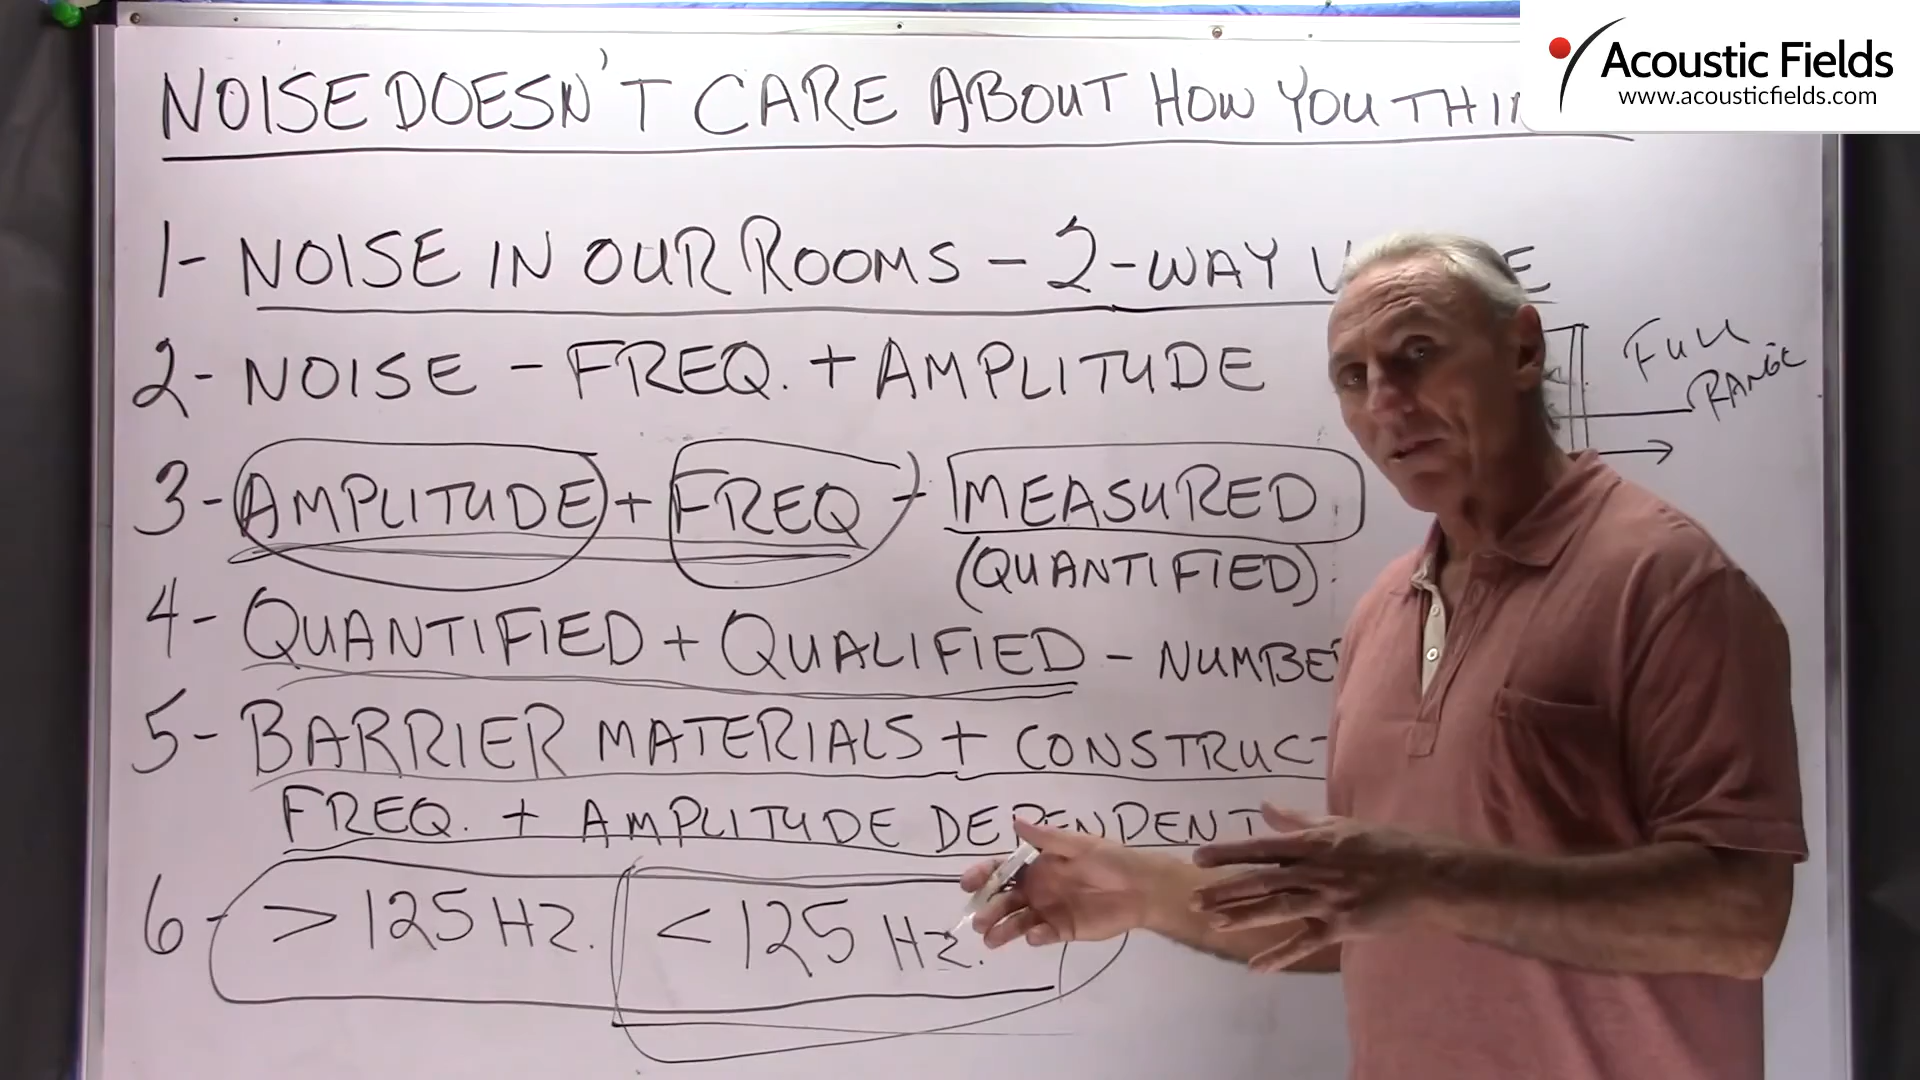 Acoustic Fields
www.acousticfields.com
NOISE DOESN'T CARE ABOUT HOW YOU THIN
1- NOISE IN OUR ROOMS - 2-WAY
2- NOISE - FREQ. + AMPLITUDE
FULL
RANGE
3- AMPLITUDE + FREQ - MEASURED
(QUANTIFIED)
4- QUANTIFIED + QUALIFIED - NUMBE
5- BARRIER MATERIALS + CONSTRUCT
FREQ. + AMPLITUDE DEPENDENT
6- > 125 HZ. < 125 HZ.